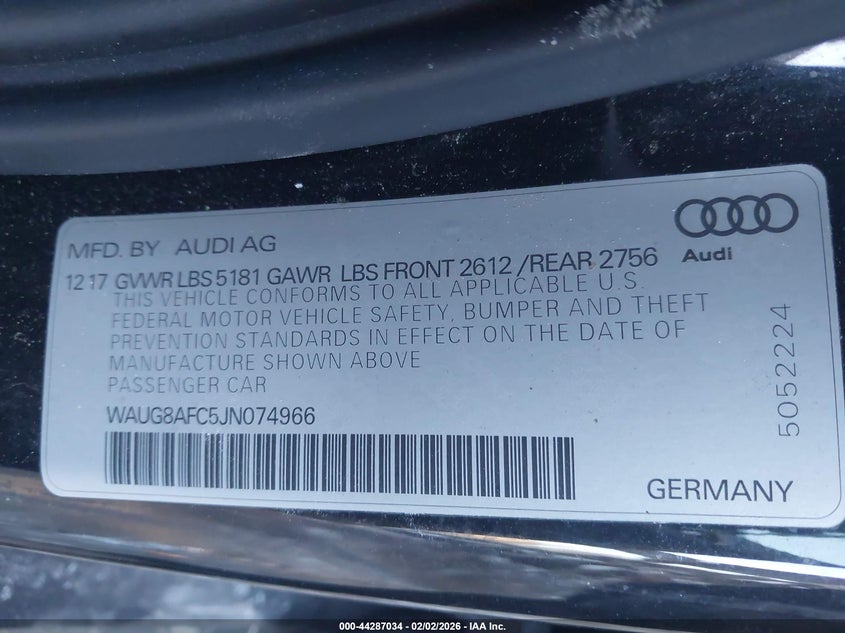 MFD. BY AUDI AG
Audi
1217 GVWR LBS 5181 GAWR LBS FRONT 2612 /REAR 2756
THIS VEHICLE CONFORMS TO ALL APPLICABLE U.S.
FEDERAL MOTOR VEHICLE SAFETY, BUMPER AND THEFT
PREVENTION STANDARDS IN EFFECT ON THE DATE OF
MANUFACTURE SHOWN ABOVE
PASSENGER CAR
WAUG8AFC5JN074966
GERMANY
5052224
000-44287034 - 02/02/2026 - IAA Inc.